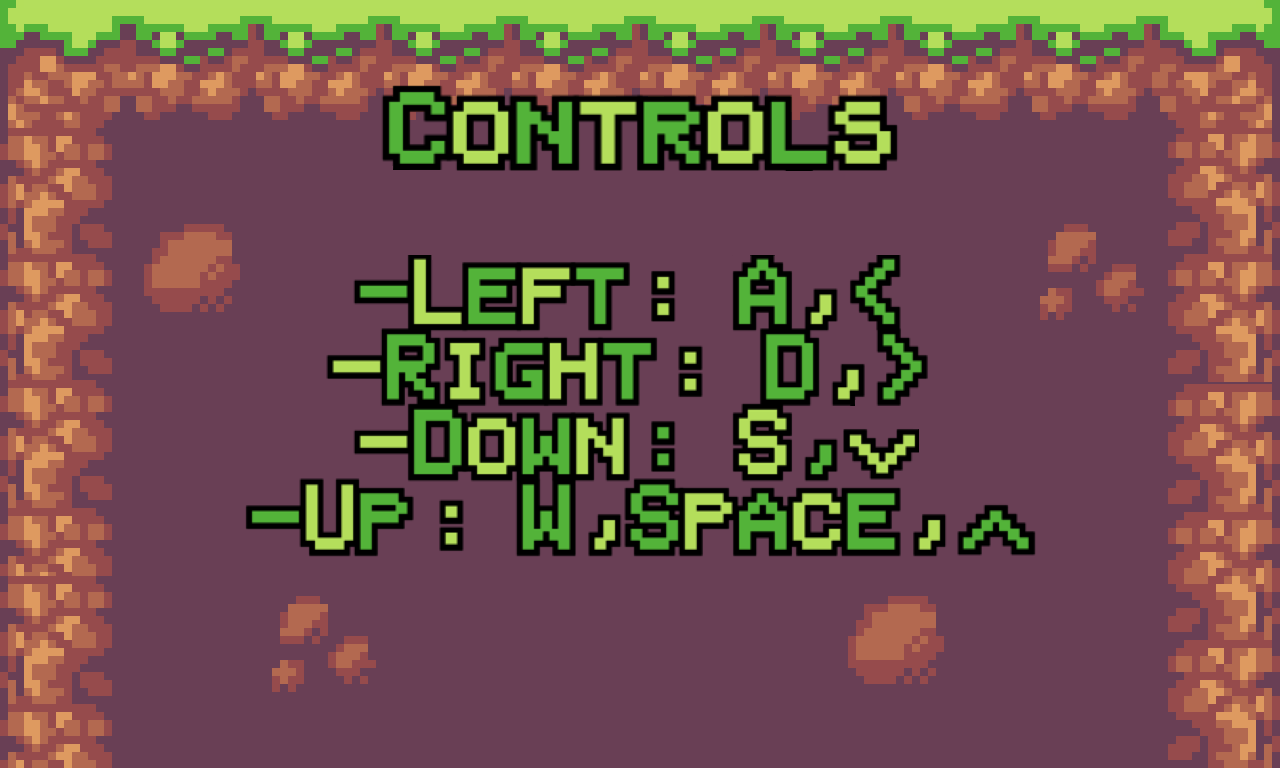 CONTROLS
-LEFT: A,<
-RIGHT: D,>
-DOWN: S,v
-UP: W,SPACE,^